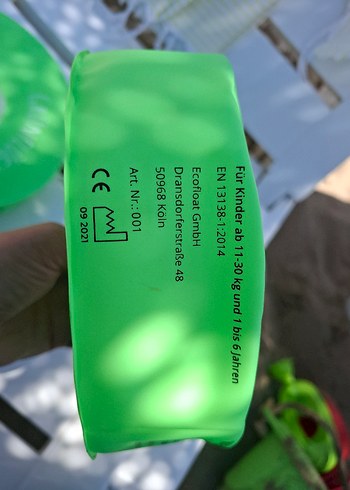 Für Kinder ab 11-30 kg und 1 bis 6 Jahren
EN 13138-1:2014
Ecofloat GmbH
Dransdorferstraße 48
50968 Köln
Art. Nr.: 001
CE
09 2021